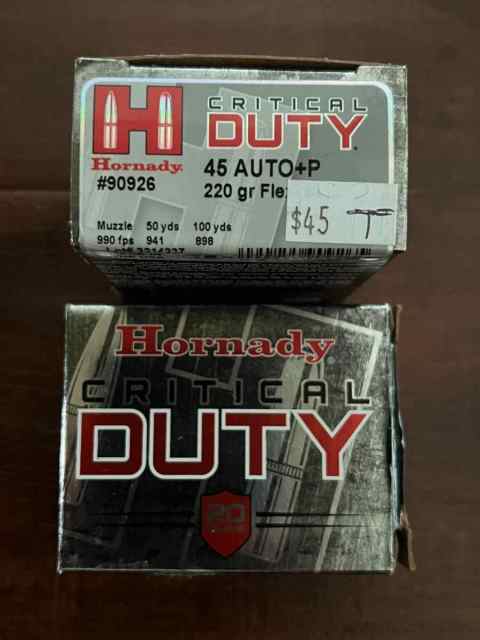 H
CRITICAL
DUTY
Hornady
45 AUTO+P
#90926
220 gr Fle
$45
Muzzle 50 yds 100 yds
990 fps 941 898
Hornady
CRITICAL
DUTY
20